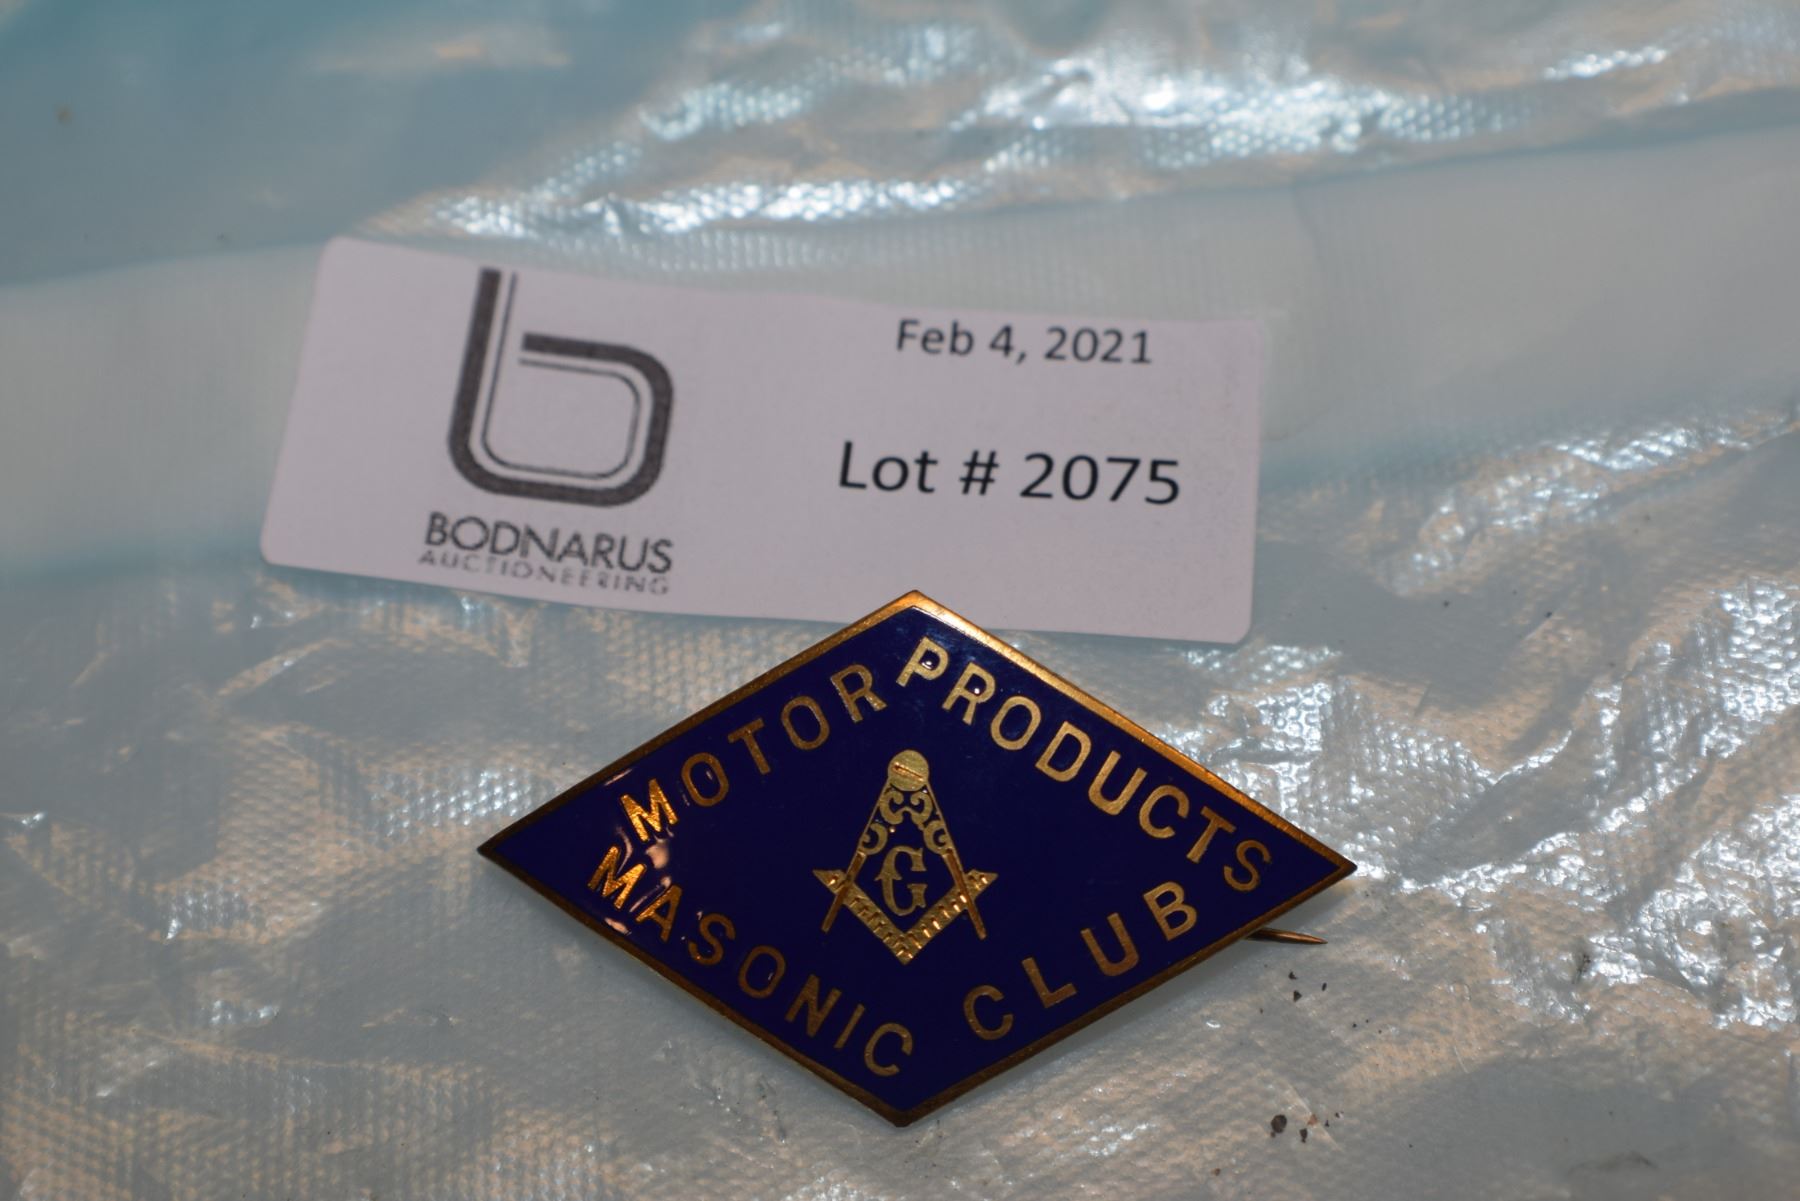 b
Feb 4, 2021
Lot # 2075
BODNARUS
AUCTIONEERING
MOTOR PRODUCTS
G
MASONIC CLUB